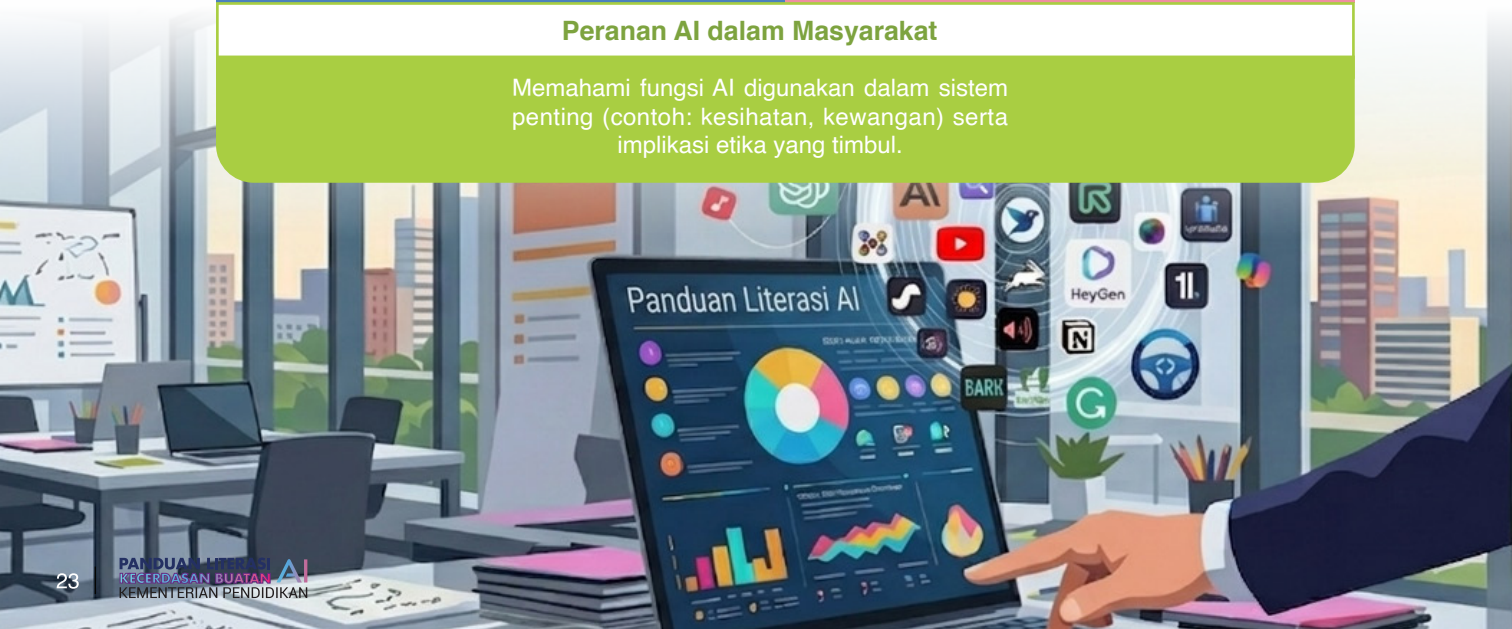 Peranan AI dalam Masyarakat
Memahami fungsi AI digunakan dalam sistem
penting (contoh: kesihatan, kewangan) serta
implikasi etika yang timbul.
AI
Panduan Literasi AI
HeyGen
BARK
23
PANDUAN LITERASI AI
KECERDASAN BUATAN
KEMENTERIAN PENDIDIKAN